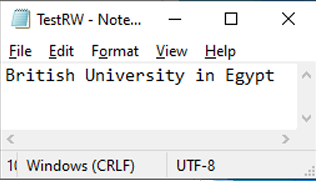 TestRW - Note...
File Edit Format View Help
British University in Egypt
Windows (CRLF) UTF-8